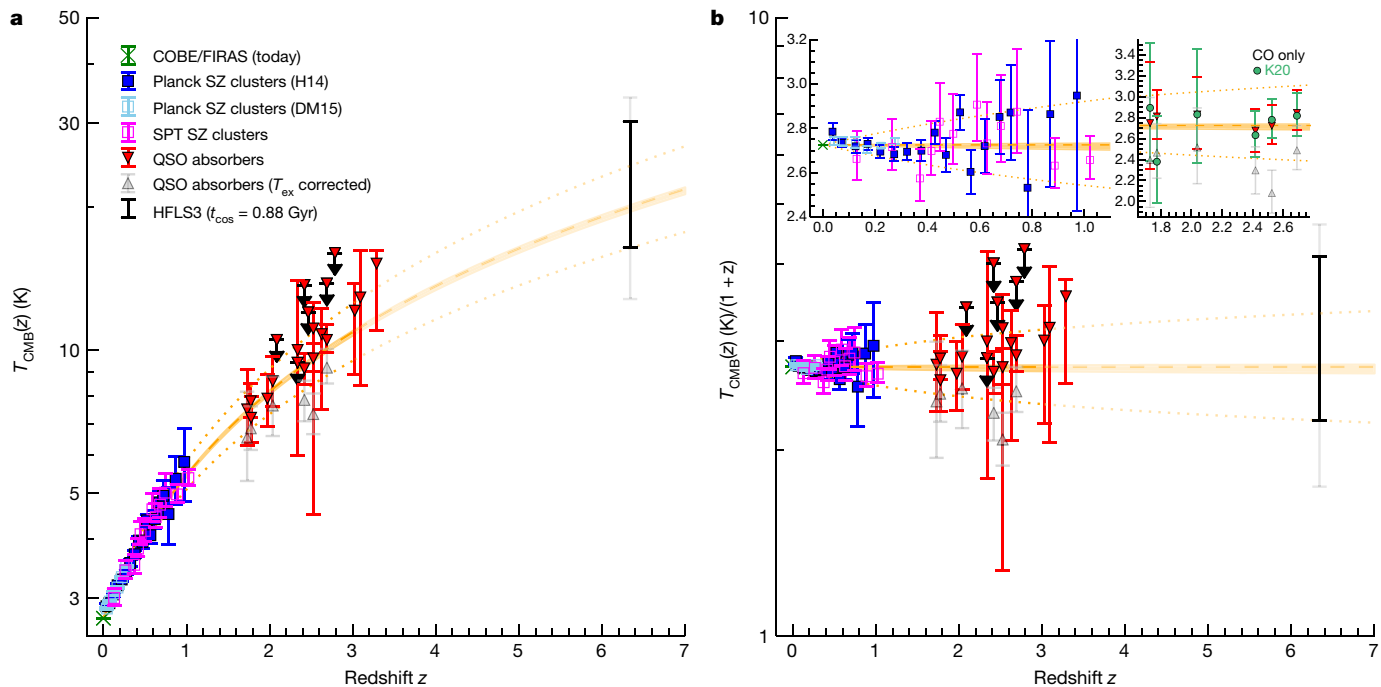 a
50
30
20
10
5
3
T_CMB(z) (K)
COBE/FIRAS (today)
Planck SZ clusters (H14)
Planck SZ clusters (DM15)
SPT SZ clusters
QSO absorbers
QSO absorbers (T_ex corrected)
HFLS3 (t_cos = 0.88 Gyr)
0 1 2 3 4 5 6 7
Redshift z
b
10
1
T_CMB(z) (K)/(1 + z)
3.2
3.0
2.8
2.6
2.4
0.0 0.2 0.4 0.6 0.8 1.0
CO only
K20
3.4
3.2
3.0
2.8
2.6
2.4
2.2
2.0
1.8 2.0 2.2 2.4 2.6
0 1 2 3 4 5 6 7
Redshift z